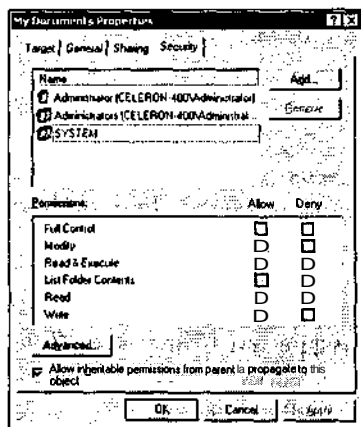 My Documents Properties
Target General Sharing Security
Name
Add...
Administrator (CELERON-400\Administrator)
Administrators (CELERON-400\Administrat...
Remove
SYSTEM
Permissions: Allow Deny
Full Control
Modify
Read & Execute
List Folder Contents
Read
Write
Advanced...
Allow inheritable permissions from parent to propagate to this
object
OK Cancel Apply